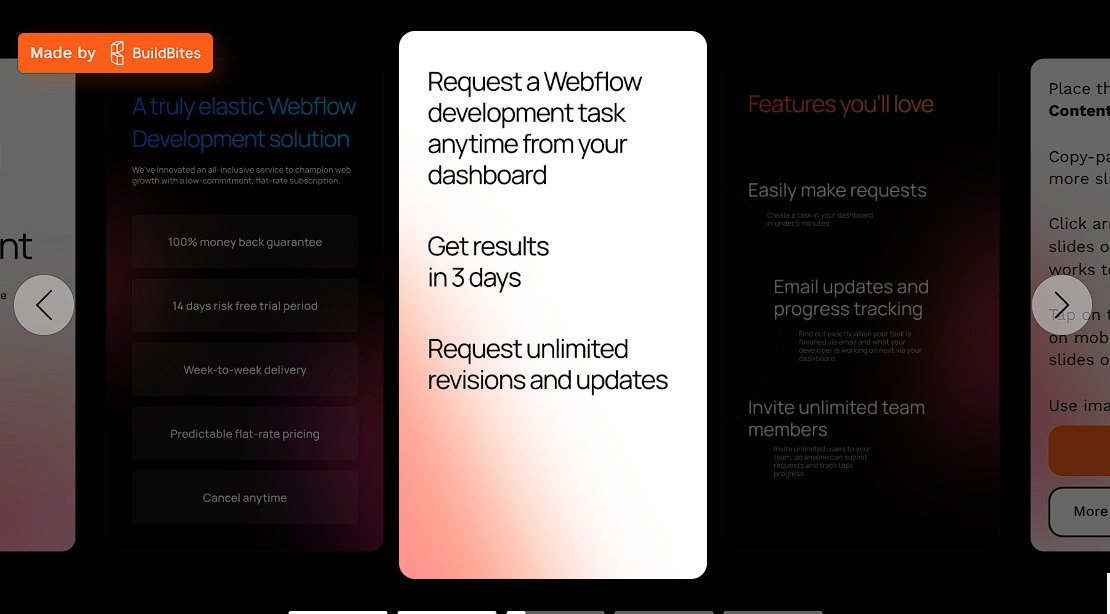 Made by BuildBites
nt
A truly elastic Webflow
Development solution
We've innovated an all-inclusive service to champion web
growth with a low-commitment, flat-rate subscription.
100% money back guarantee
14 days risk free trial period
Week-to-week delivery
Predictable flat-rate pricing
Cancel anytime
Request a Webflow
development task
anytime from your
dashboard
Get results
in 3 days
Request unlimited
revisions and updates
Features you'll love
Easily make requests
Create a task in your dashboard
in under 5 minutes
Email updates and
progress tracking
Find out exactly when your task is
finished via email and what your
developer is working on next via your
dashboard.
Invite unlimited team
members
Invite unlimited users to your
team, so anyone can submit
requests and track task
progress
Place th
Content
Copy-pa
more sli
Click arr
slides o
works to
Tap on t
on mob
slides o
Use ima
More